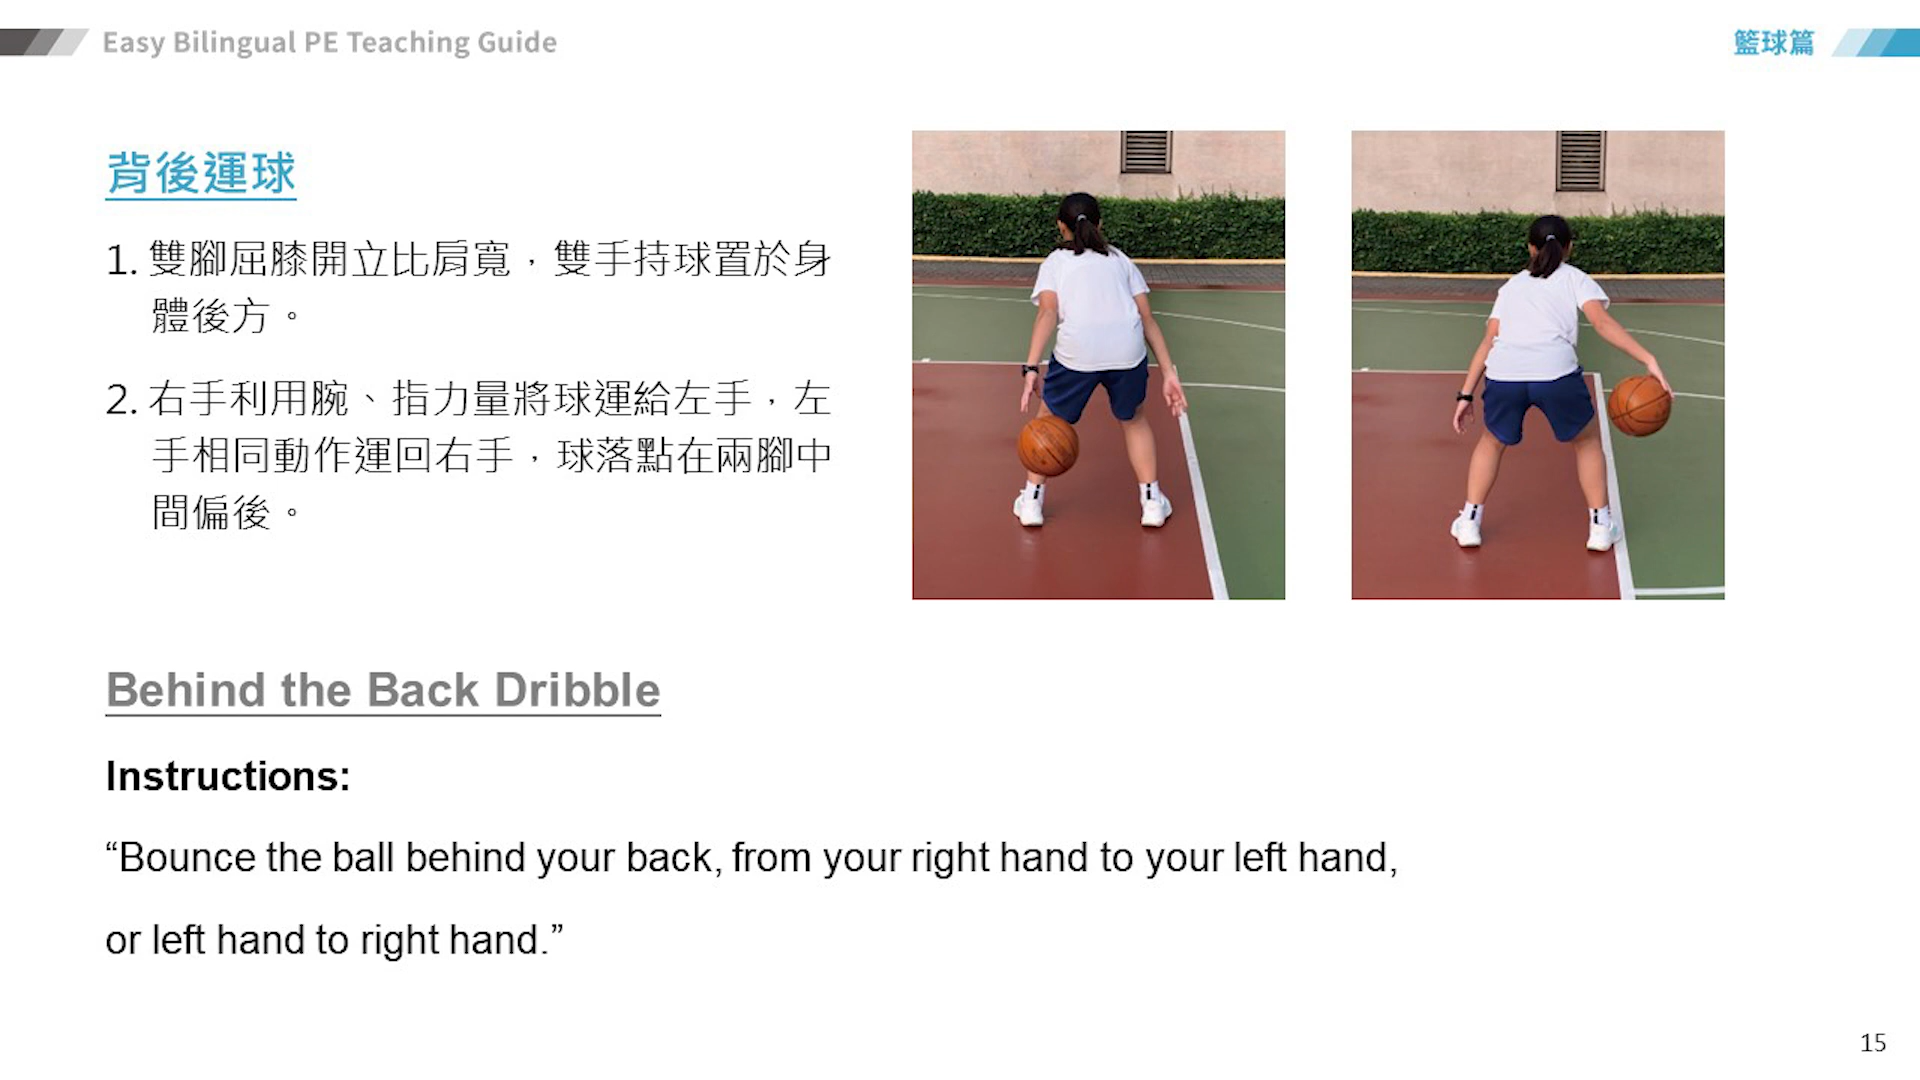 Easy Bilingual PE Teaching Guide
籃球篇
背後運球
1. 雙腳屈膝開立比肩寬，雙手持球置於身
體後方。
2. 右手利用腕、指力量將球運給左手，左
手相同動作運回右手，球落點在兩腳中
間偏後。
Behind the Back Dribble
Instructions:
“Bounce the ball behind your back, from your right hand to your left hand,
or left hand to right hand.”
15